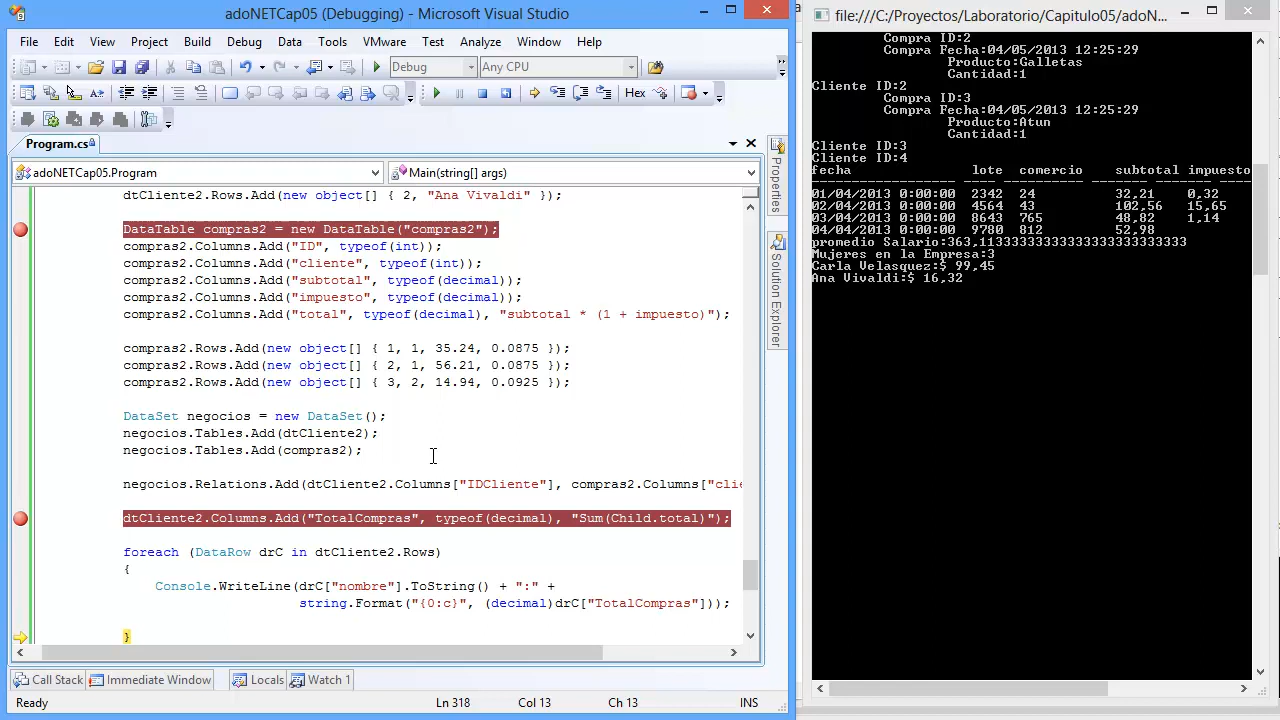 adoNETCap05 (Debugging) - Microsoft Visual Studio
File Edit View Project Build Debug Data Tools VMware Test Analyze Window Help
Debug Any CPU
Hex
Program.cs
adoNETCap05.Program Main(string[] args)
dtCliente2.Rows.Add(new object[] { 2, "Ana Vivaldi" });
DataTable compras2 = new DataTable("compras2");
compras2.Columns.Add("ID", typeof(int));
compras2.Columns.Add("cliente", typeof(int));
compras2.Columns.Add("subtotal", typeof(decimal));
compras2.Columns.Add("impuesto", typeof(decimal));
compras2.Columns.Add("total", typeof(decimal), "subtotal * (1 + impuesto)");
compras2.Rows.Add(new object[] { 1, 1, 35.24, 0.0875 });
compras2.Rows.Add(new object[] { 2, 1, 56.21, 0.0875 });
compras2.Rows.Add(new object[] { 3, 2, 14.94, 0.0925 });
DataSet negocios = new DataSet();
negocios.Tables.Add(dtCliente2);
negocios.Tables.Add(compras2);
negocios.Relations.Add(dtCliente2.Columns["IDCliente"], compras2.Columns["clie
dtCliente2.Columns.Add("TotalCompras", typeof(decimal), "Sum(Child.total)");
foreach (DataRow drC in dtCliente2.Rows)
{
Console.WriteLine(drC["nombre"].ToString() + ":" +
string.Format("{0:c}", (decimal)drC["TotalCompras"]));
}
Properties
Solution Explorer
Call Stack Immediate Window Locals Watch 1
Ready Ln 318 Col 13 Ch 13 INS
file:///C:/Proyectos/Laboratorio/Capitulo05/adoN...
Compra ID:2
Compra Fecha:04/05/2013 12:25:29
Producto:Galletas
Cantidad:1
Cliente ID:2
Compra ID:3
Compra Fecha:04/05/2013 12:25:29
Producto:Atun
Cantidad:1
Cliente ID:3
Cliente ID:4
fecha lote comercio subtotal impuesto
01/04/2013 0:00:00 2342 24 32,21 0,32
02/04/2013 0:00:00 4564 43 102,56 15,65
03/04/2013 0:00:00 8643 765 48,82 1,14
04/04/2013 0:00:00 9780 812 52,98
promedio Salario:363,11333333333333333333333333
Mujeres en la Empresa:3
Carla Velasquez:$ 99,45
Ana Vivaldi:$ 16,32